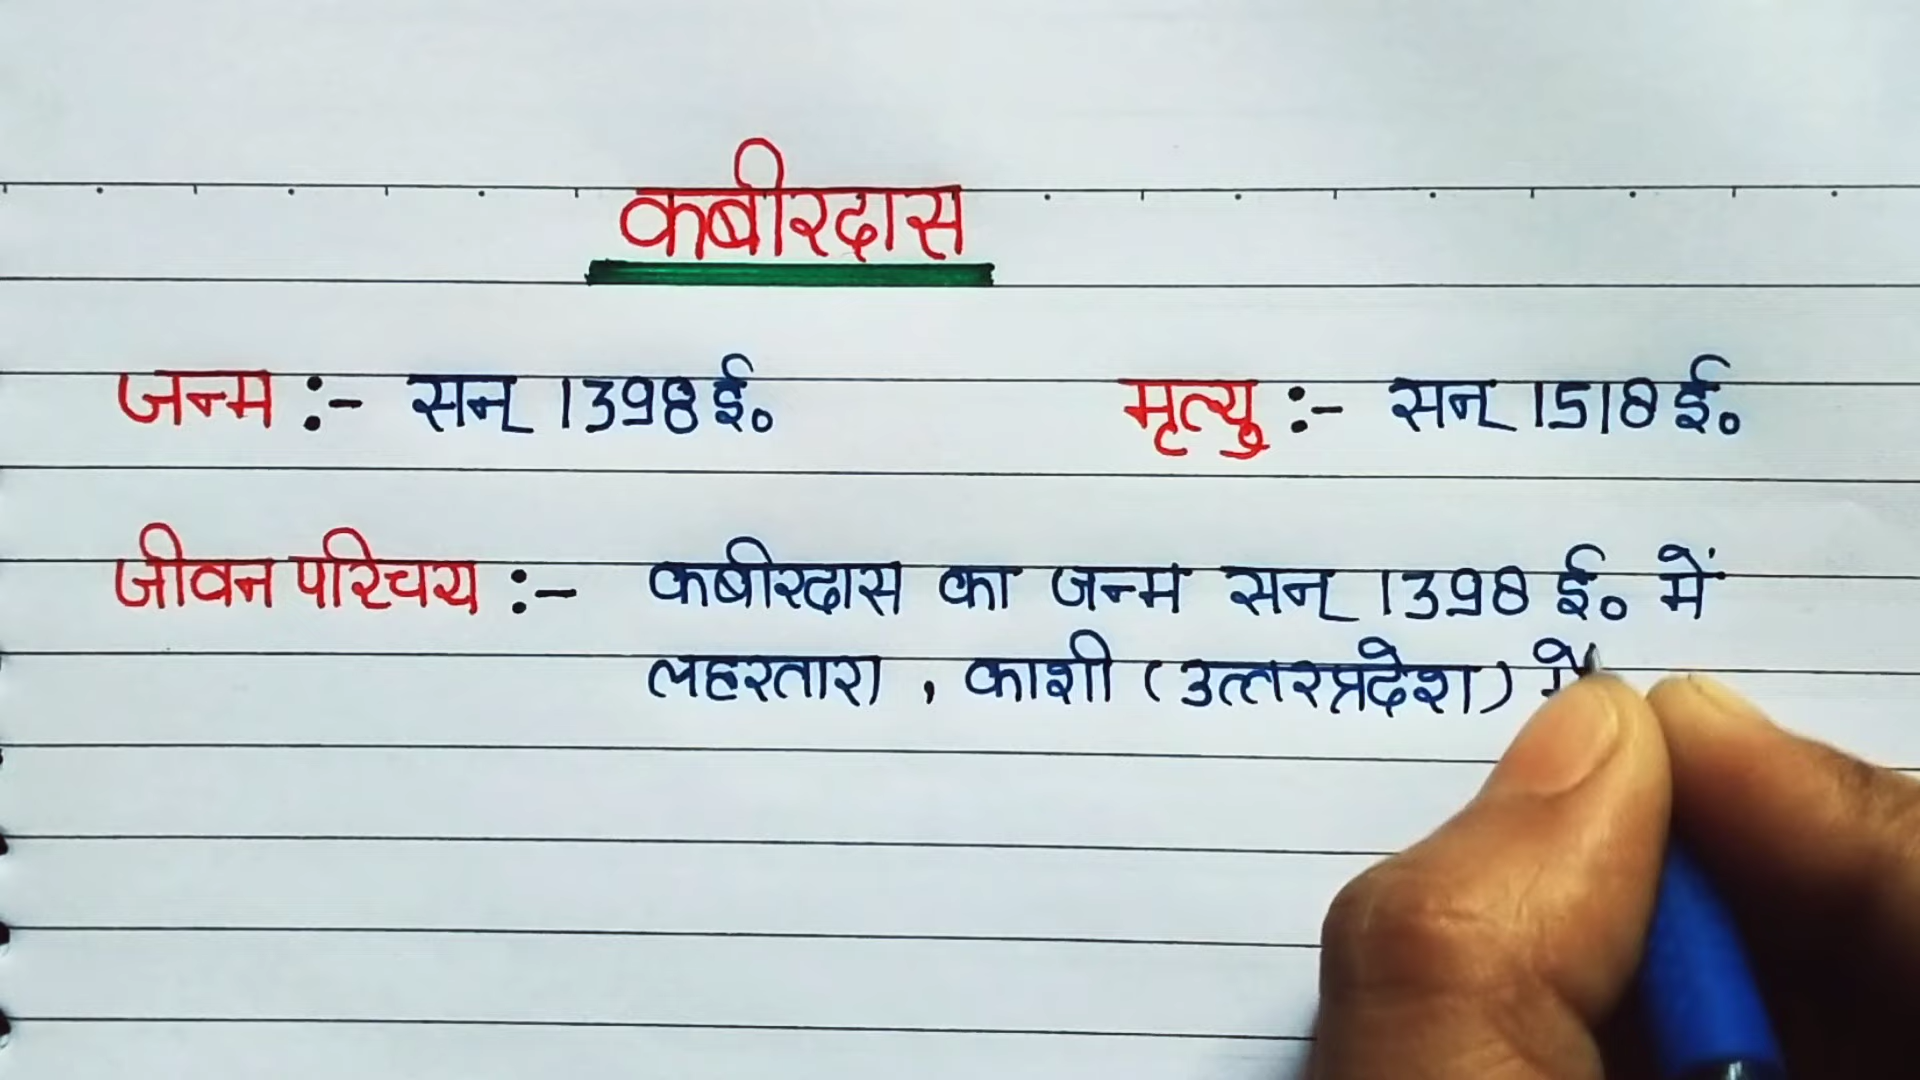 कबीरदास
जन्म :- सन् 1398 ई० मृत्यु :- सन् 1518 ई०
जीवन परिचय :- कबीरदास का जन्म सन् 1398 ई० में
लहरतारा , काशी (उत्तरप्रदेश) में